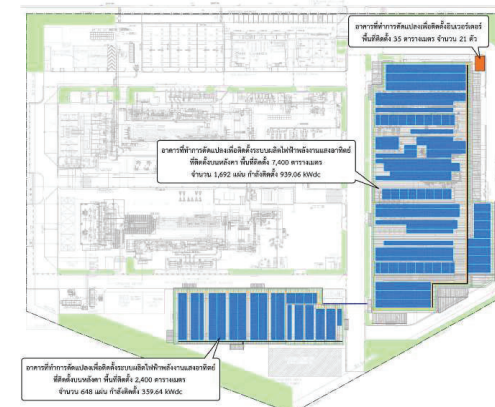 อาคารที่ทำการดัดแปลงเพื่อติดตั้งอินเวอร์เตอร์
พื้นที่ติดตั้ง 35 ตารางเมตร จำนวน 21 ตัว
อาคารที่ทำการดัดแปลงเพื่อติดตั้งระบบผลิตไฟฟ้าพลังงานแสงอาทิตย์
ที่ติดตั้งบนหลังคา พื้นที่ติดตั้ง 7,400 ตารางเมตร
จำนวน 1,692 แผ่น กำลังติดตั้ง 939.06 kWdc
อาคารที่ทำการดัดแปลงเพื่อติดตั้งระบบผลิตไฟฟ้าพลังงานแสงอาทิตย์
ที่ติดตั้งบนหลังคา พื้นที่ติดตั้ง 2,400 ตารางเมตร
จำนวน 648 แผ่น กำลังติดตั้ง 359.64 kWdc